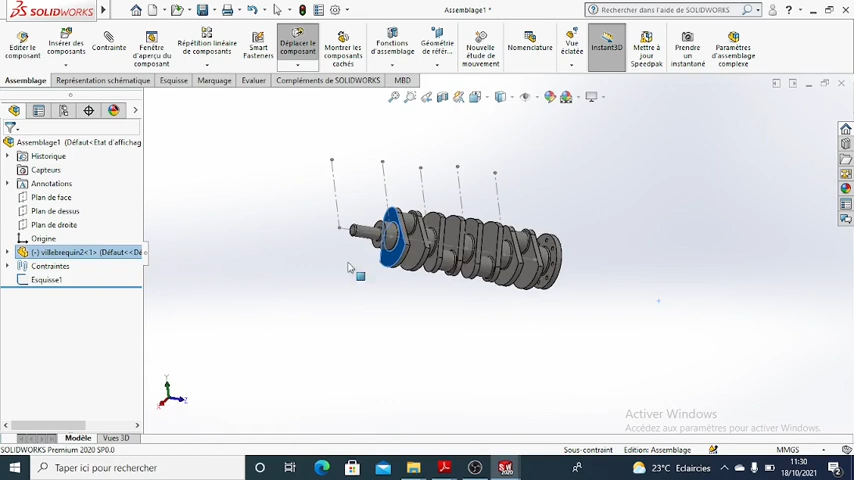 SOLIDWORKS
Assemblage1 *
Rechercher dans l'aide de SOLIDWORKS
Editer le composant
Insérer des composants
Contrainte
Fenêtre d'aperçu du composant
Répétition linéaire de composants
Smart Fasteners
Déplacer le composant
Montrer les composants cachés
Fonctions d'assemblage
Géométrie de référ...
Nouvelle étude de mouvement
Nomenclature
Vue éclatée
Instant3D
Mettre à jour Speedpak
Prendre un instantané
Paramètres d'assemblage complexe
Assemblage
Représentation schématique
Esquisse
Marquage
Evaluer
Compléments de SOLIDWORKS
MBD
Assemblage1 (Défaut<Etat d'affichag
Historique
Capteurs
Annotations
Plan de face
Plan de dessus
Plan de droite
Origine
(-) villebrequin2<1> (Défaut<<Dé
Contraintes
Esquisse1
Y
Z
X
Activer Windows
Accédez aux paramètres pour activer Windows.
Modèle
Vues 3D
SOLIDWORKS Premium 2020 SP0.0
Sous-contraint
Edition: Assemblage
MMGS
Taper ici pour rechercher
23°C Eclaircies
11:30
18/10/2021
2